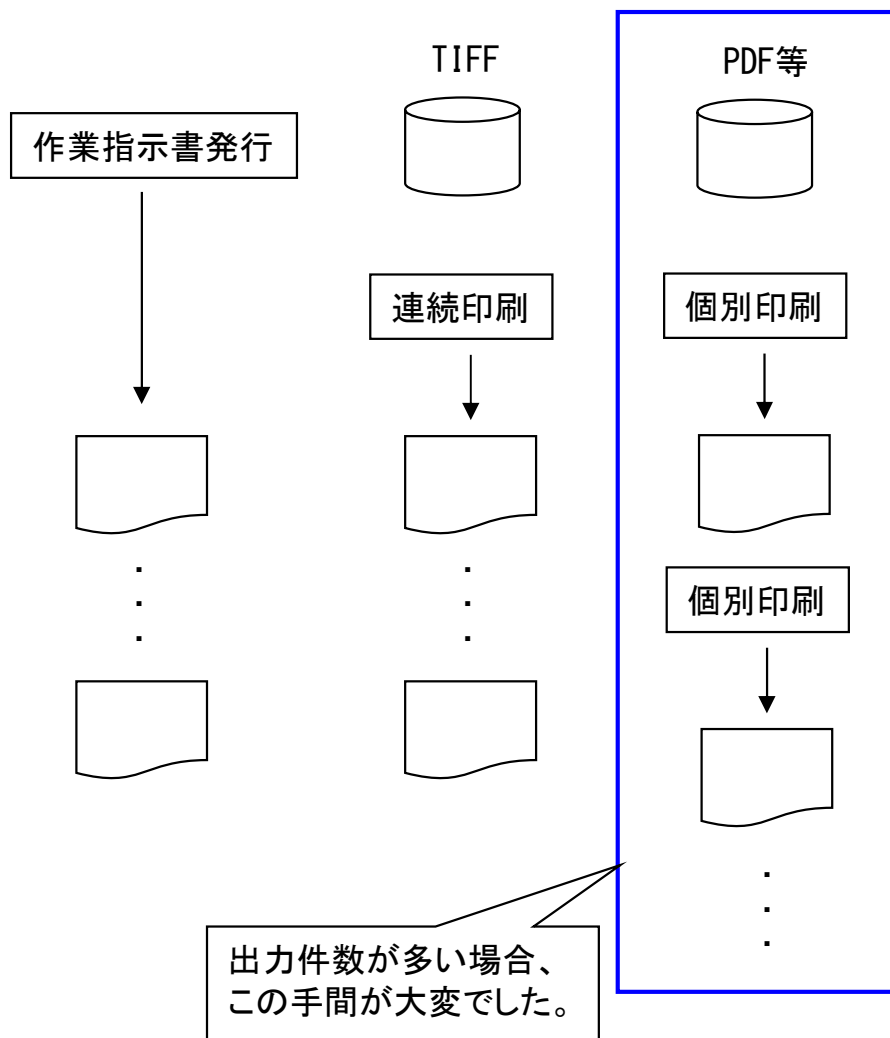 TIFF
PDF等
作業指示書発行
連続印刷
個別印刷
個別印刷
出力件数が多い場合、
この手間が大変でした。